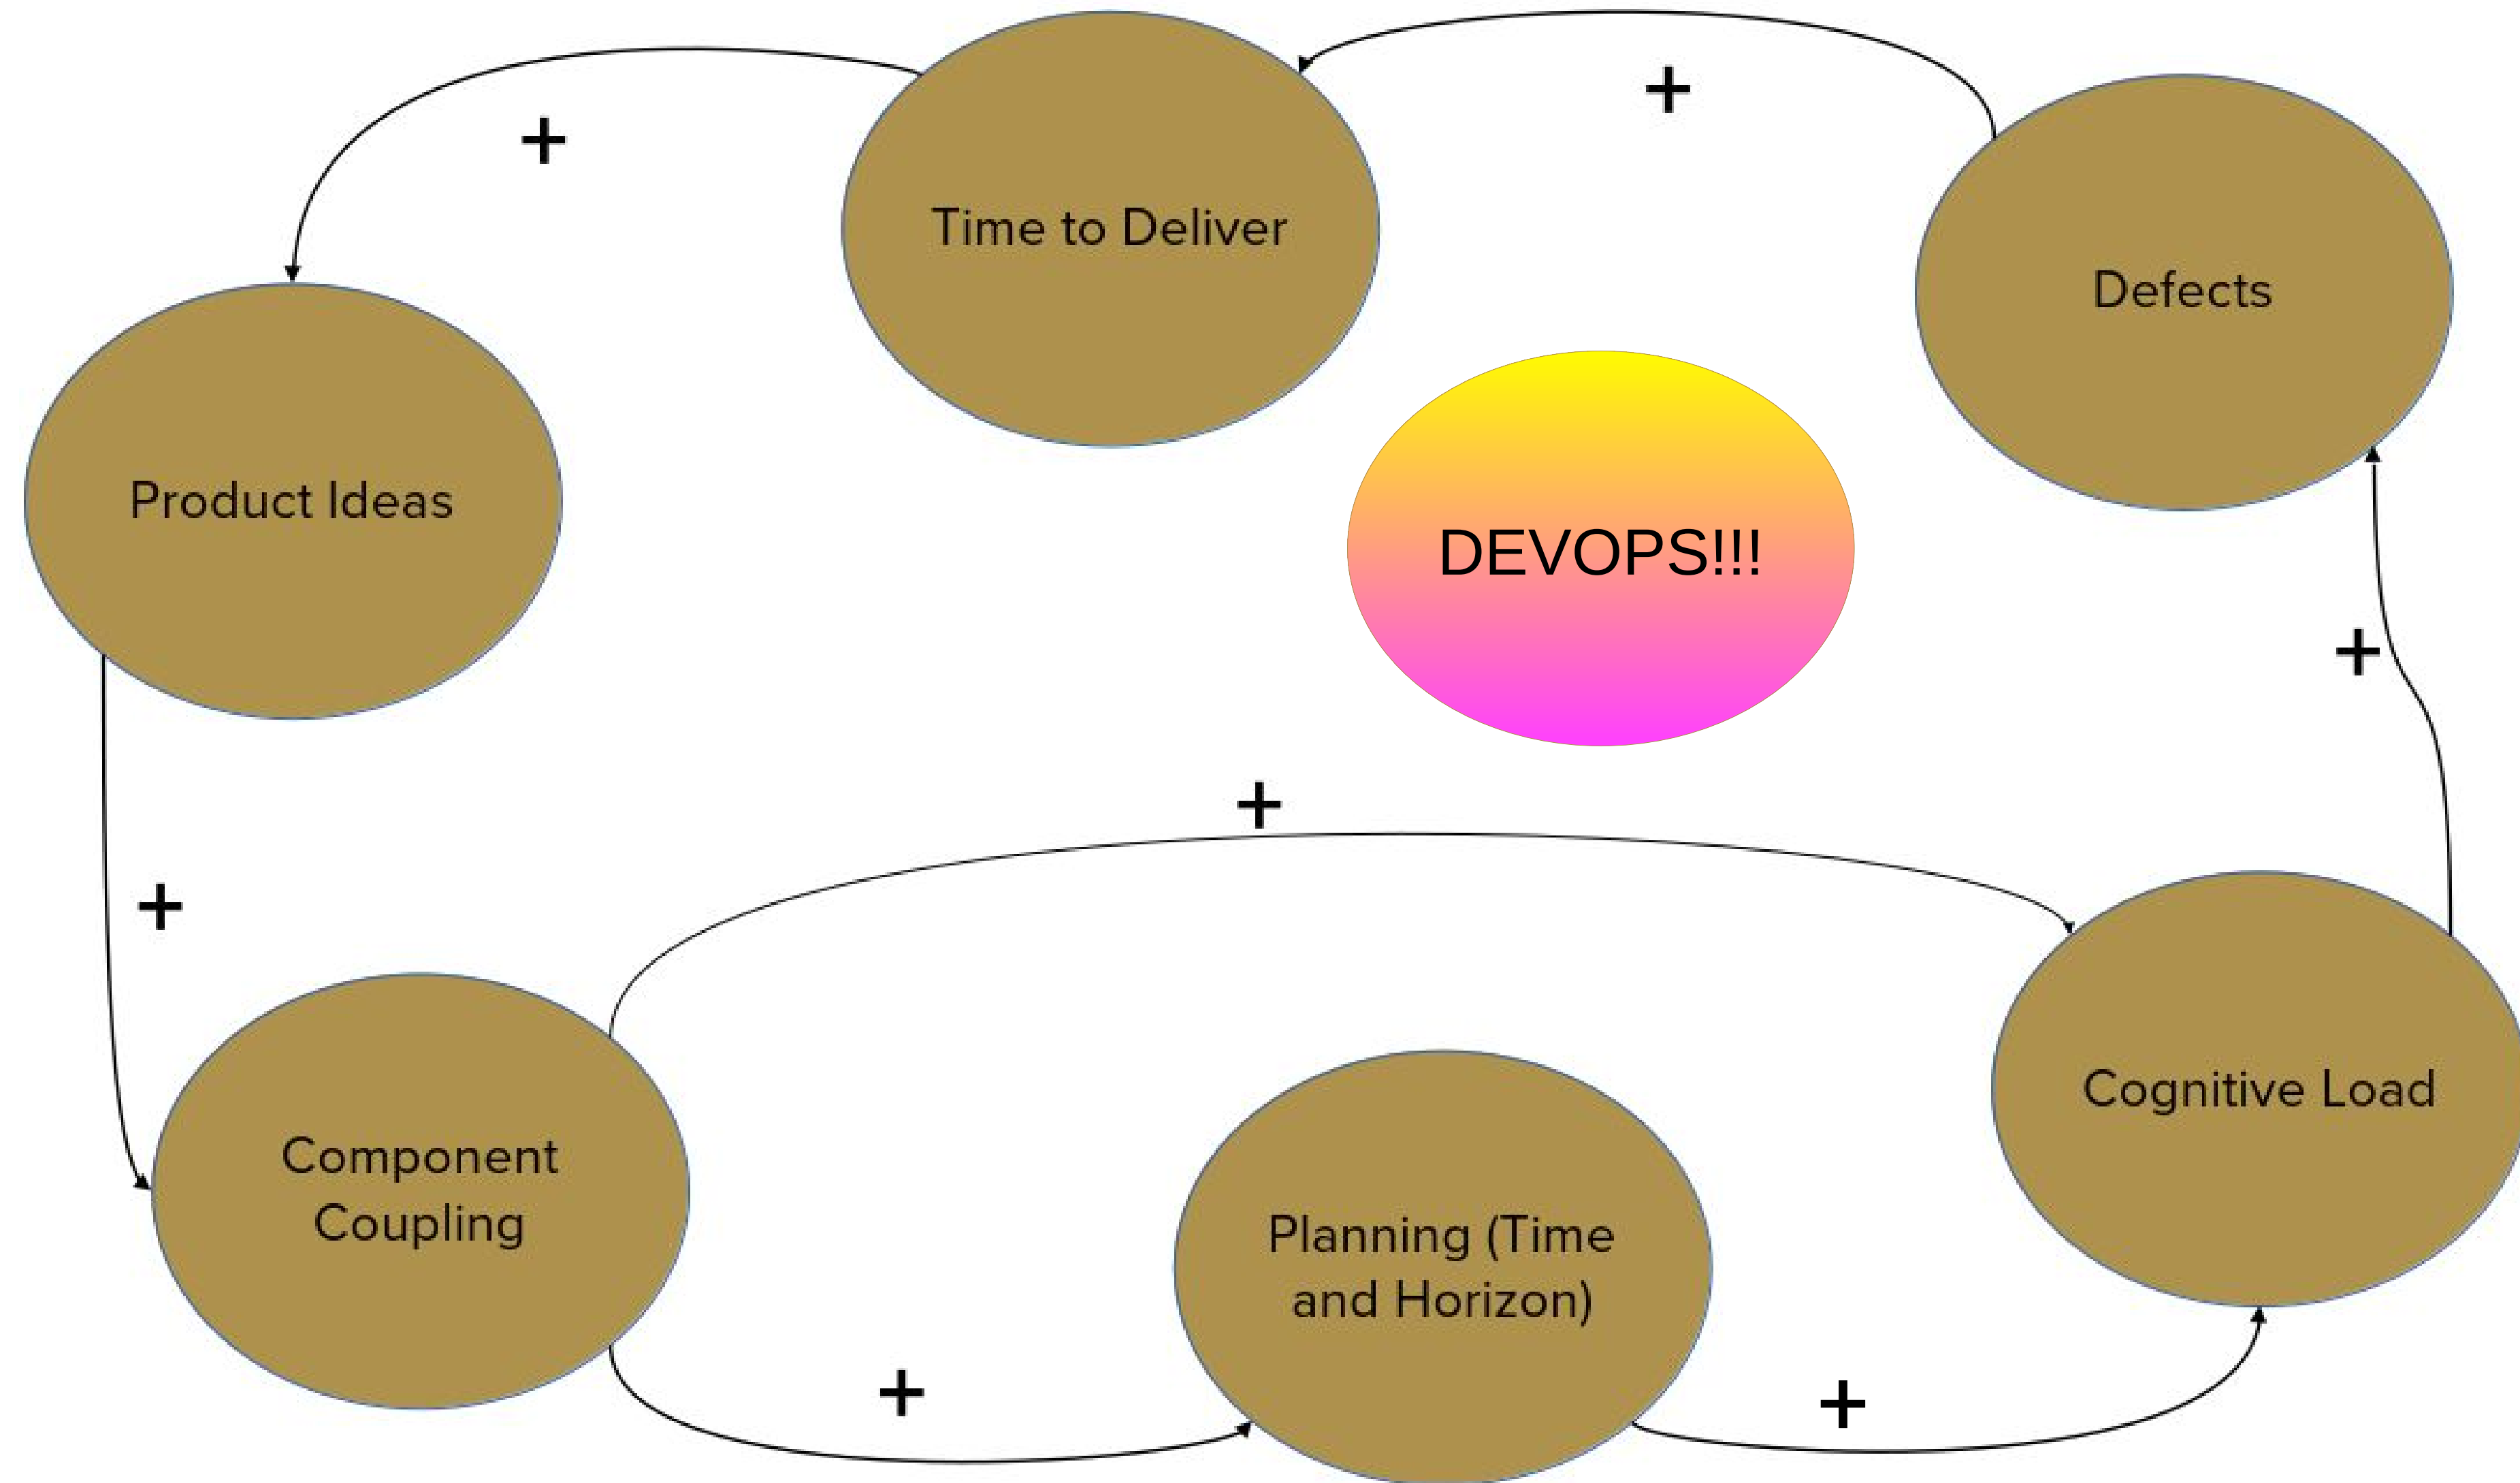 +
+
Time to Deliver
Defects
Product Ideas
DEVOPS!!!
+
+
+
Cognitive Load
Component
Coupling
Planning (Time
and Horizon)
+
+